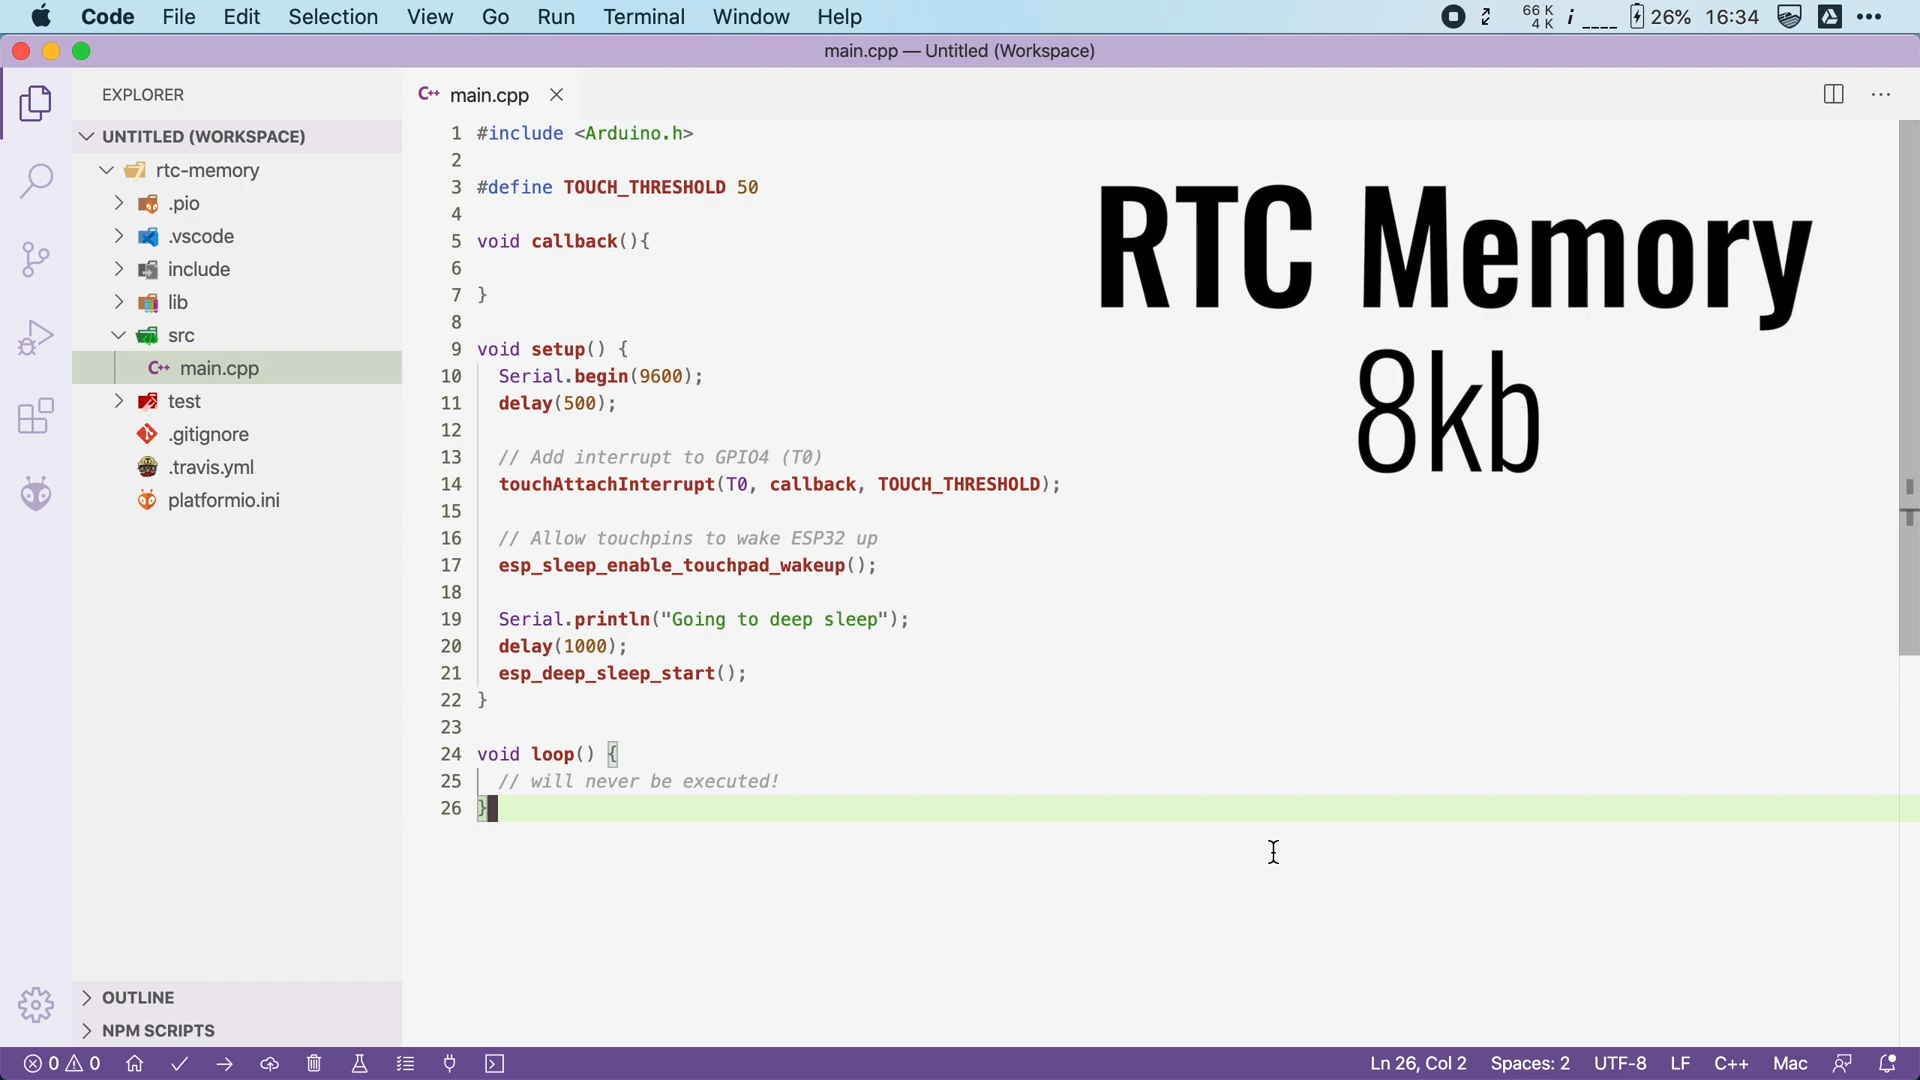 Code File Edit Selection View Go Run Terminal Window Help 66 K 4 K 26% 16:34
main.cpp — Untitled (Workspace)
EXPLORER
UNTITLED (WORKSPACE)
rtc-memory
.pio
.vscode
include
lib
src
main.cpp
test
.gitignore
.travis.yml
platformio.ini
OUTLINE
NPM SCRIPTS
main.cpp
1 #include <Arduino.h>
2
3 #define TOUCH_THRESHOLD 50
4
5 void callback(){
6
7 }
8
9 void setup() {
10 Serial.begin(9600);
11 delay(500);
12
13 // Add interrupt to GPIO4 (T0)
14 touchAttachInterrupt(T0, callback, TOUCH_THRESHOLD);
15
16 // Allow touchpins to wake ESP32 up
17 esp_sleep_enable_touchpad_wakeup();
18
19 Serial.println("Going to deep sleep");
20 delay(1000);
21 esp_deep_sleep_start();
22 }
23
24 void loop() {
25 // will never be executed!
26 }
RTC Memory
8kb
0 0 Ln 26, Col 2 Spaces: 2 UTF-8 LF C++ Mac